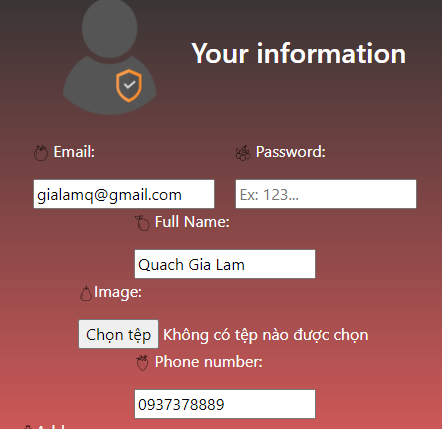 Your information
Email: Password:
gialamq@gmail.com Ex: 123...
Full Name:
Quach Gia Lam
Image:
Chọn tệp Không có tệp nào được chọn
Phone number:
0937378889